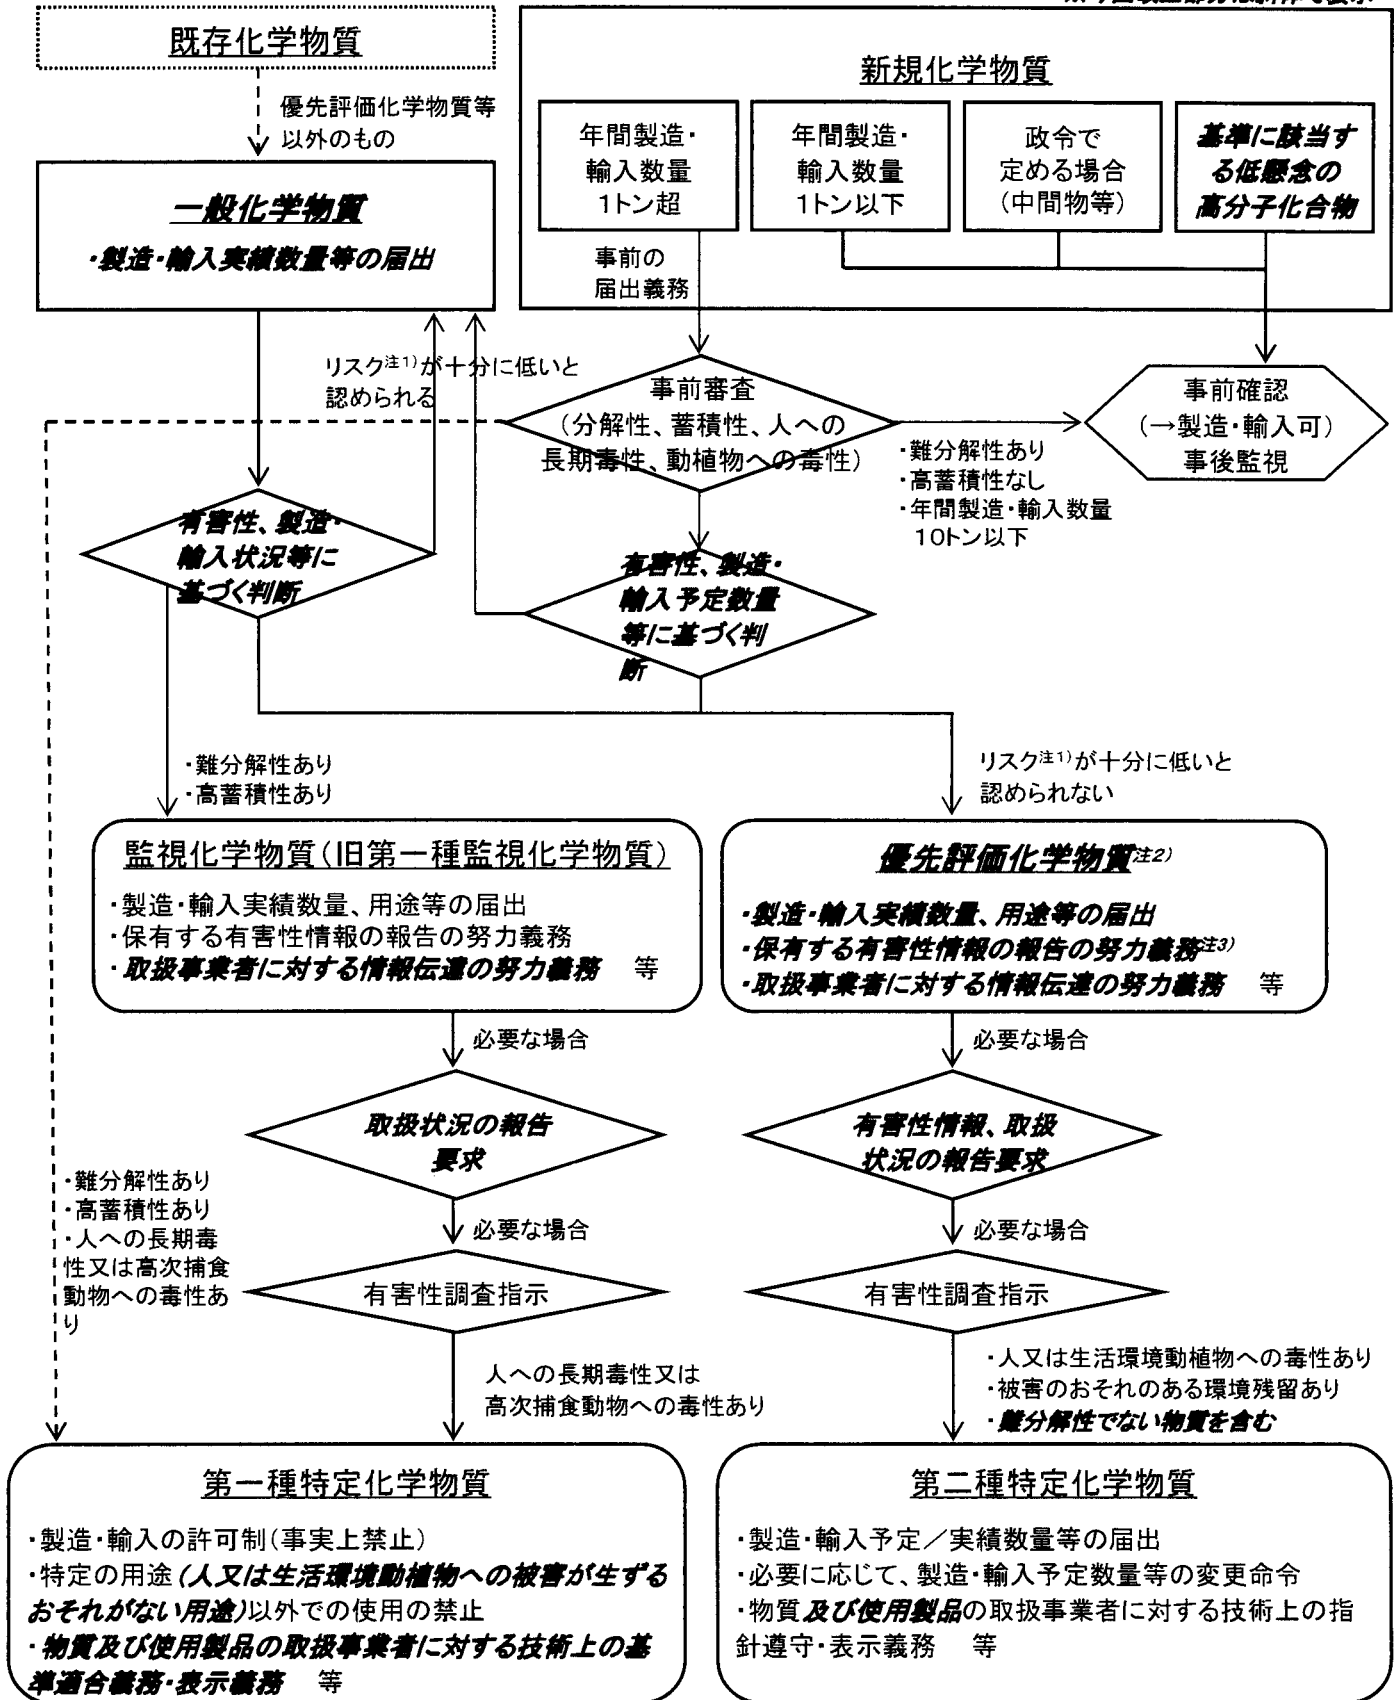 既存化学物質
優先評価化学物質等
以外のもの
一般化学物質
・製造・輸入実績数量等の届出
新規化学物質
年間製造・
輸入数量
1トン超
年間製造・
輸入数量
1トン以下
政令で
定める場合
(中間物等)
基準に該当す
る低懸念の
高分子化合物
事前の
届出義務
リスク注1)が十分に低いと
認められる
事前審査
(分解性、蓄積性、人への
長期毒性、動植物への毒性)
事前確認
(→製造・輸入可)
事後監視
・難分解性あり
・高蓄積性なし
・年間製造・輸入数量
10トン以下
有害性、製造・
輸入状況等に
基づく判断
有害性、製造・
輸入予定数量
等に基づく判
断
・難分解性あり
・高蓄積性あり
リスク注1)が十分に低いと
認められない
監視化学物質(旧第一種監視化学物質)
・製造・輸入実績数量、用途等の届出
・保有する有害性情報の報告の努力義務
・取扱事業者に対する情報伝達の努力義務 等
優先評価化学物質注2)
・製造・輸入実績数量、用途等の届出
・保有する有害性情報の報告の努力義務注3)
・取扱事業者に対する情報伝達の努力義務 等
必要な場合
必要な場合
取扱状況の報告
要求
有害性情報、取扱
状況の報告要求
・難分解性あり
・高蓄積性あり
・人への長期毒
性又は高次捕食
動物への毒性あ
り
必要な場合
必要な場合
有害性調査指示
有害性調査指示
人への長期毒性又は
高次捕食動物への毒性あり
・人又は生活環境動植物への毒性あり
・被害のおそれのある環境残留あり
・難分解性でない物質を含む
第一種特定化学物質
・製造・輸入の許可制(事実上禁止)
・特定の用途(人又は生活環境動植物への被害が生ずる
おそれがない用途)以外での使用の禁止
・物質及び使用製品の取扱事業者に対する技術上の基
準適合義務・表示義務 等
第二種特定化学物質
・製造・輸入予定/実績数量等の届出
・必要に応じて、製造・輸入予定数量等の変更命令
・物質及び使用製品の取扱事業者に対する技術上の指
針遵守・表示義務 等